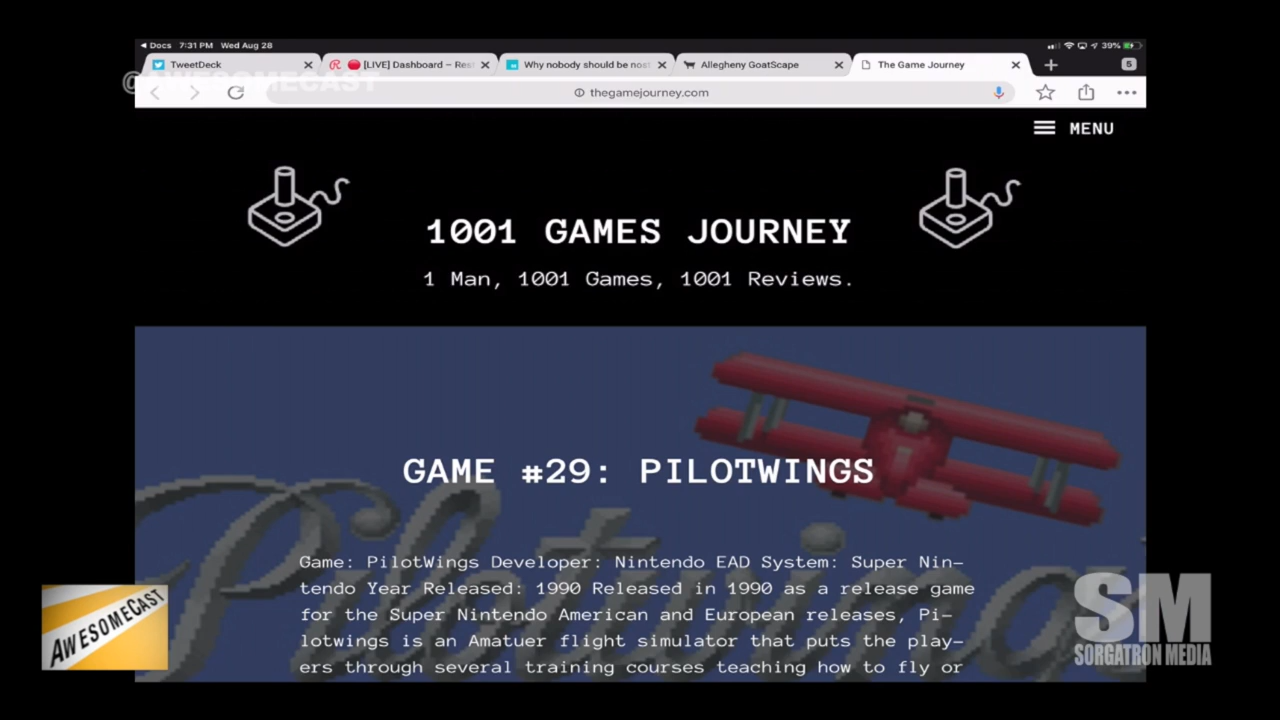 Docs 7:31 PM Wed Aug 28 39%
TweetDeck [LIVE] Dashboard – Res Why nobody should be nos Allegheny GoatScape The Game Journey 5
@AWESOMECAST
thegamejourney.com
MENU
1001 GAMES JOURNEY
1 Man, 1001 Games, 1001 Reviews.
GAME #29: PILOTWINGS
Game: PilotWings Developer: Nintendo EAD System: Super Nin-
tendo Year Released: 1990 Released in 1990 as a release game
for the Super Nintendo American and European releases, Pi-
lotwings is an Amatuer flight simulator that puts the play-
ers through several training courses teaching how to fly or
Pilotwings
AWESOMECAST
SM
SORGATRON MEDIA